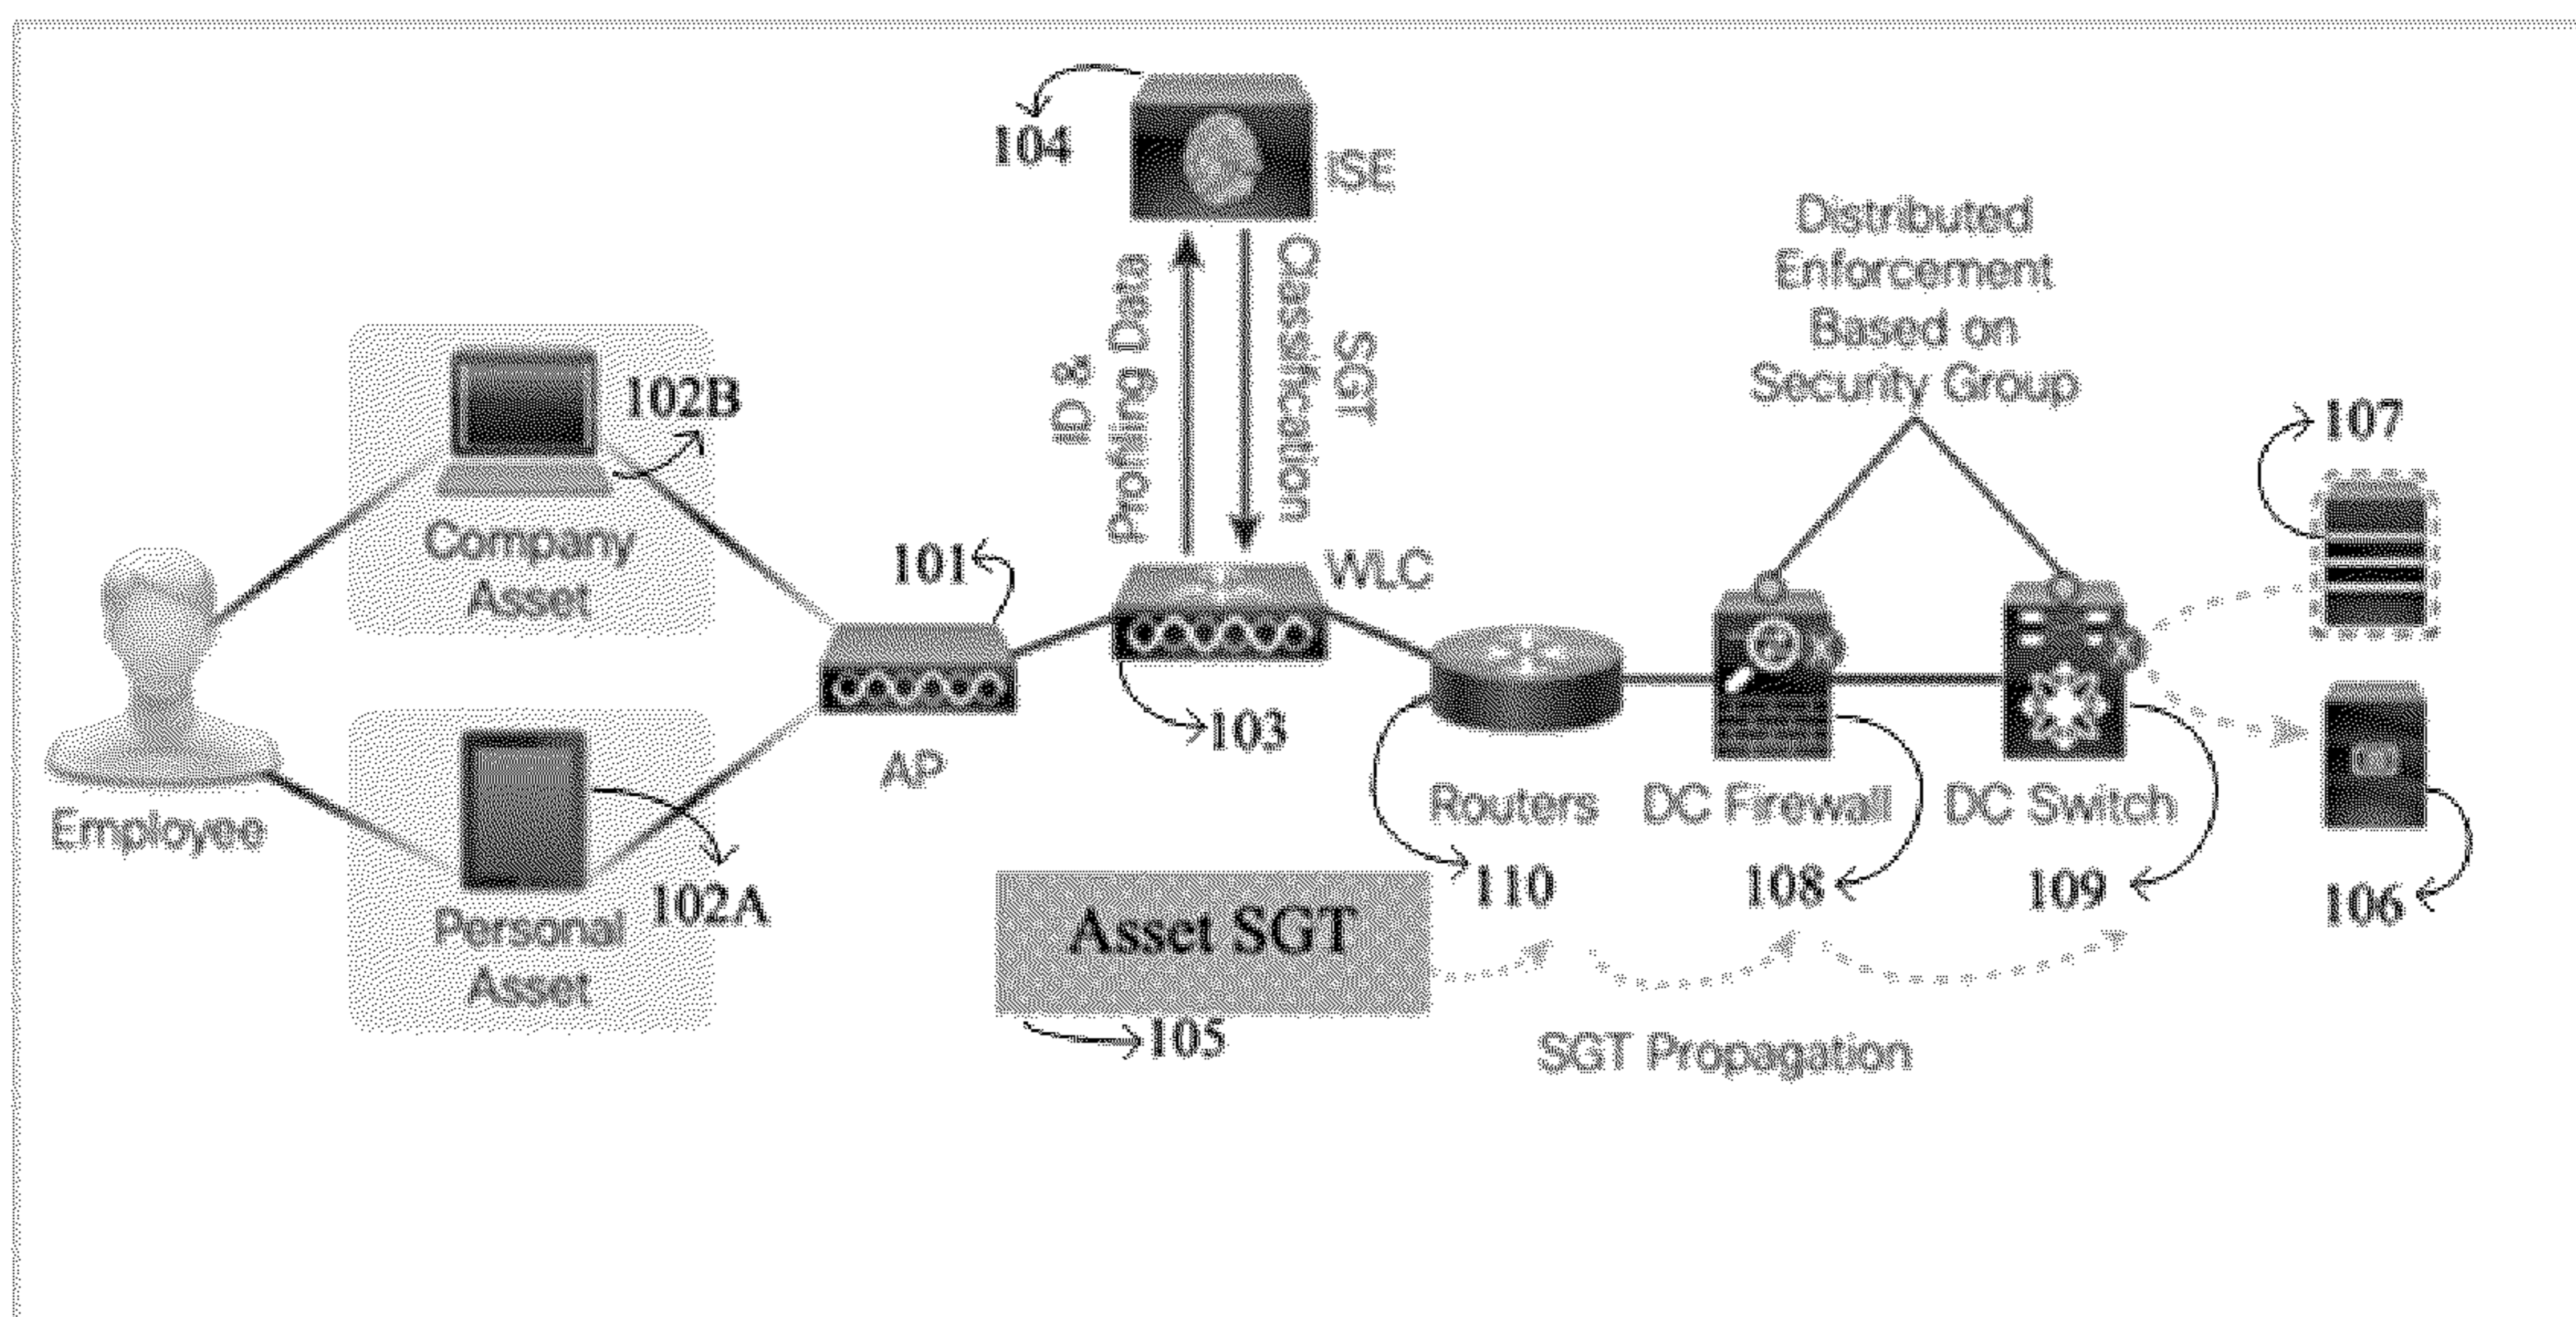 104
ISE
Distributed
Enforcement
Based on
Security Group
ID &
Profiling Data
SGT
Classification
102B
107
Company
Asset
101
WLC
103
AP
Employee
Routers
DC Firewall
DC Switch
102A
110
108
109
106
Personal
Asset
Asset SGT
105
SGT Propagation